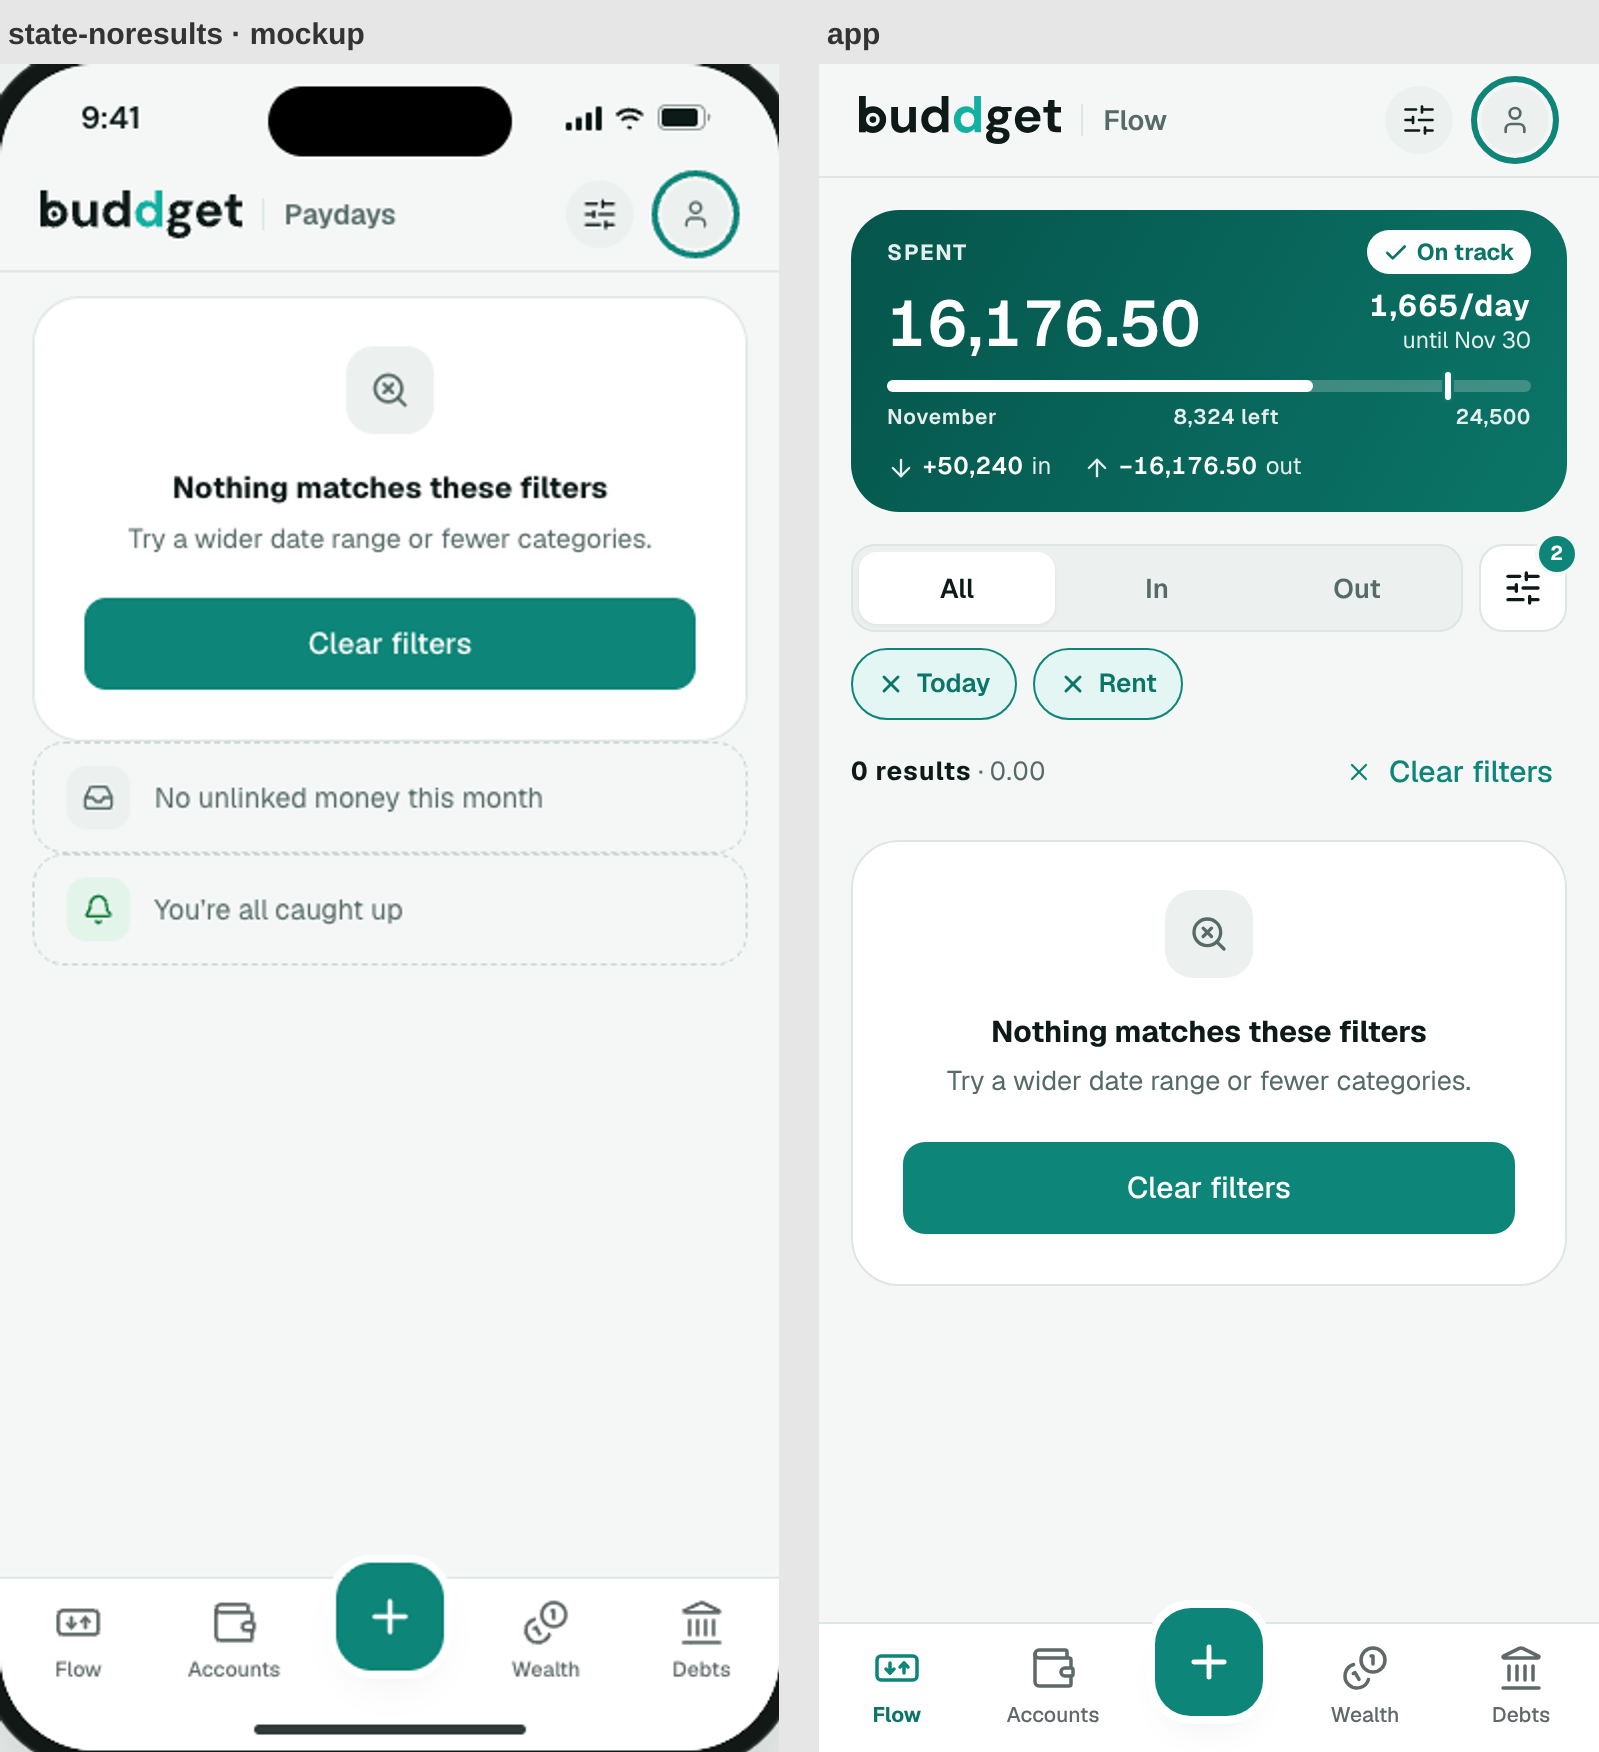 state-noresults · mockup
9:41
buddget
Paydays
Nothing matches these filters
Try a wider date range or fewer categories.
Clear filters
No unlinked money this month
You're all caught up
Flow
Accounts
Wealth
Debts
app
buddget
Flow
SPENT
On track
16,176.50
1,665/day
until Nov 30
November
8,324 left
24,500
+50,240 in
−16,176.50 out
All
In
Out
2
Today
Rent
0 results · 0.00
Clear filters
Nothing matches these filters
Try a wider date range or fewer categories.
Clear filters
Flow
Accounts
Wealth
Debts